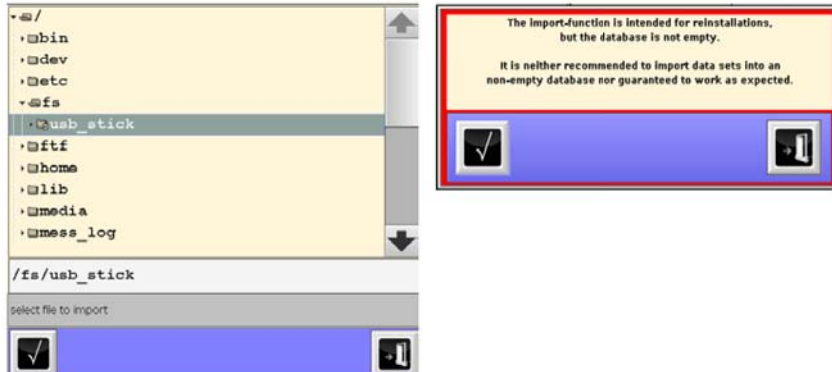 /
bin
dev
etc
fs
usb_stick
ftf
home
lib
media
mess_log
/fs/usb_stick
select file to import
The import-function is intended for reinstallations,
but the database is not empty.
It is neither recommended to import data sets into an
non-empty database nor guaranteed to work as expected.